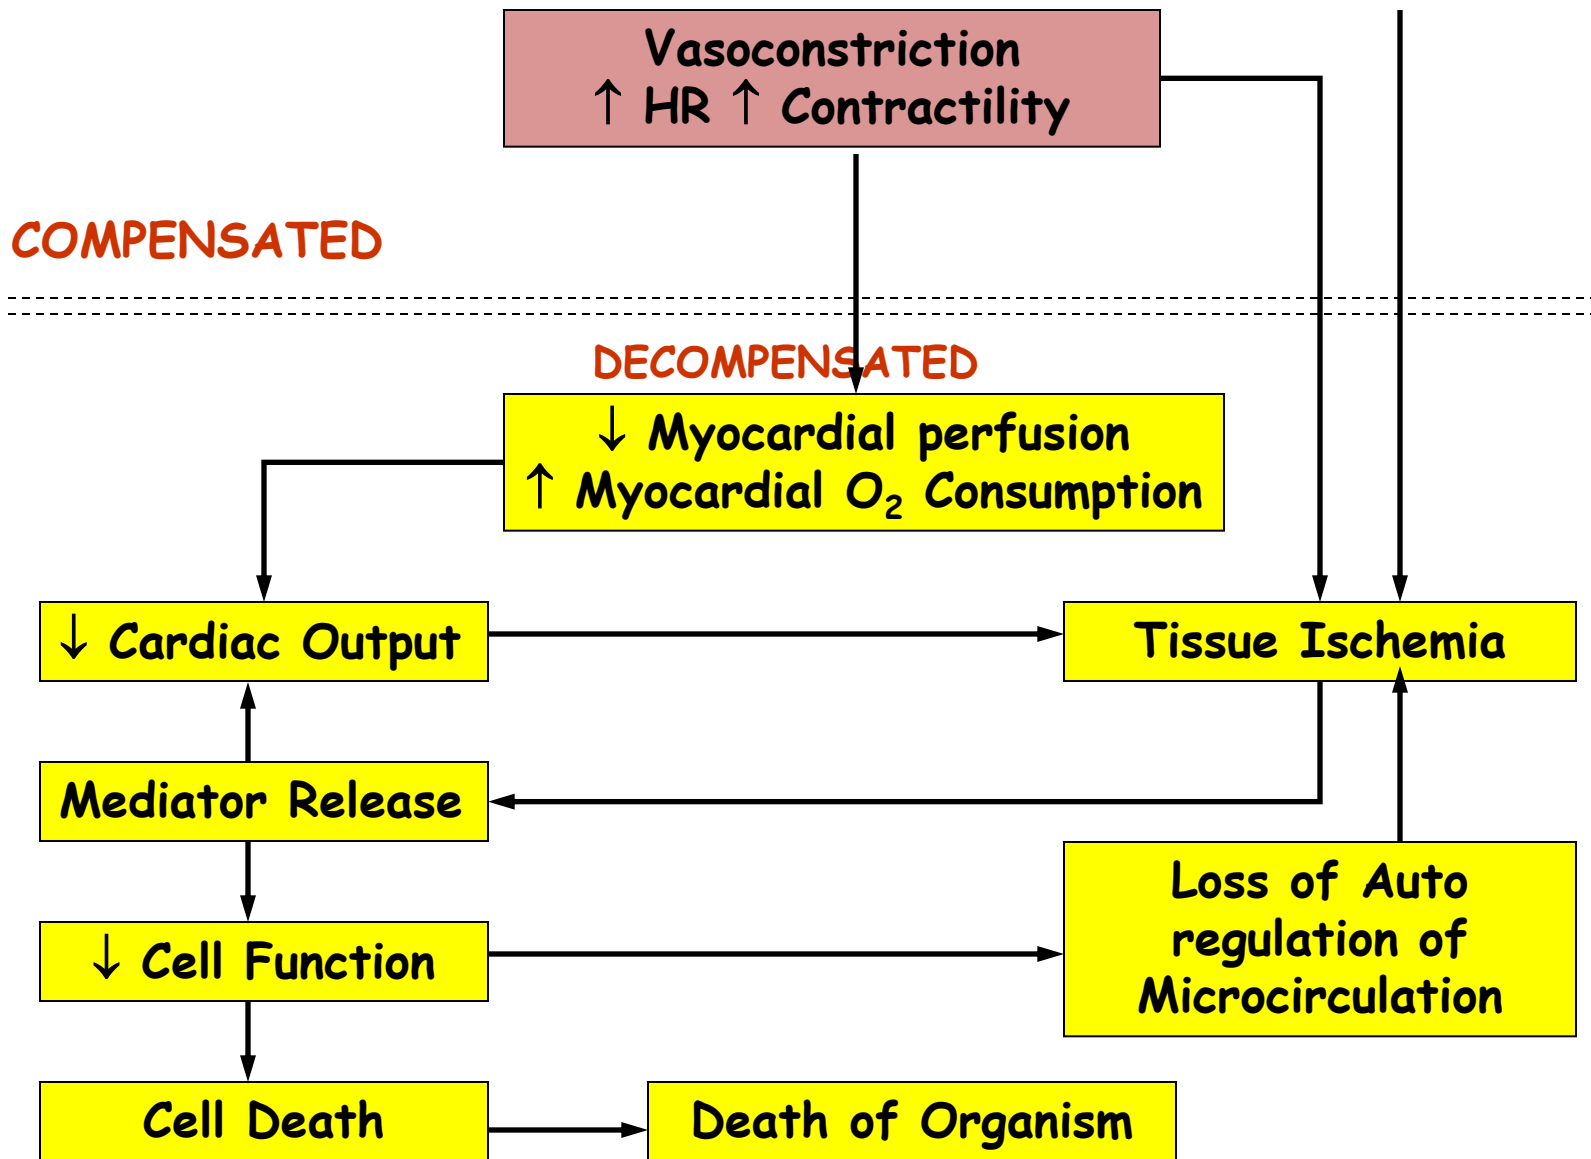 Vasoconstriction
↑ HR ↑ Contractility
COMPENSATED
DECOMPENSATED
↓ Myocardial perfusion
↑ Myocardial O₂ Consumption
↓ Cardiac Output
Tissue Ischemia
Mediator Release
Loss of Auto
regulation of
Microcirculation
↓ Cell Function
Cell Death
Death of Organism